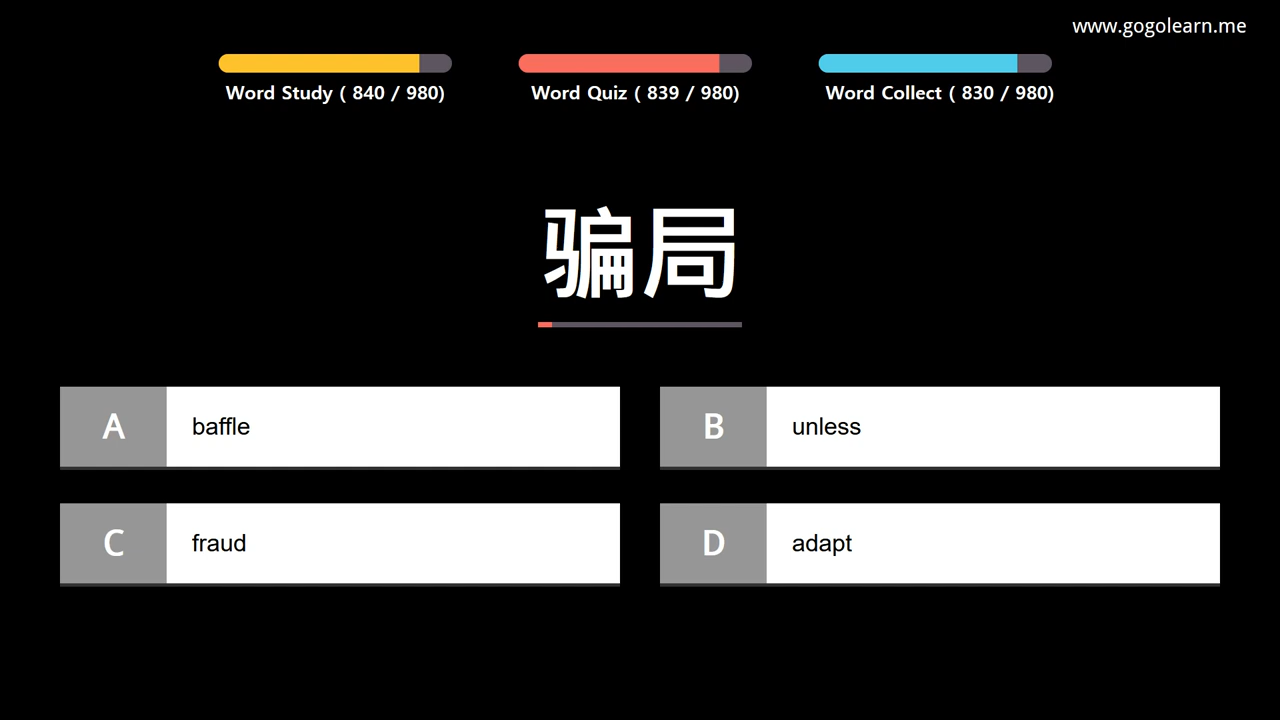 www.gogolearn.me
Word Study ( 840 / 980)
Word Quiz ( 839 / 980)
Word Collect ( 830 / 980)
骗局
A baffle
B unless
C fraud
D adapt